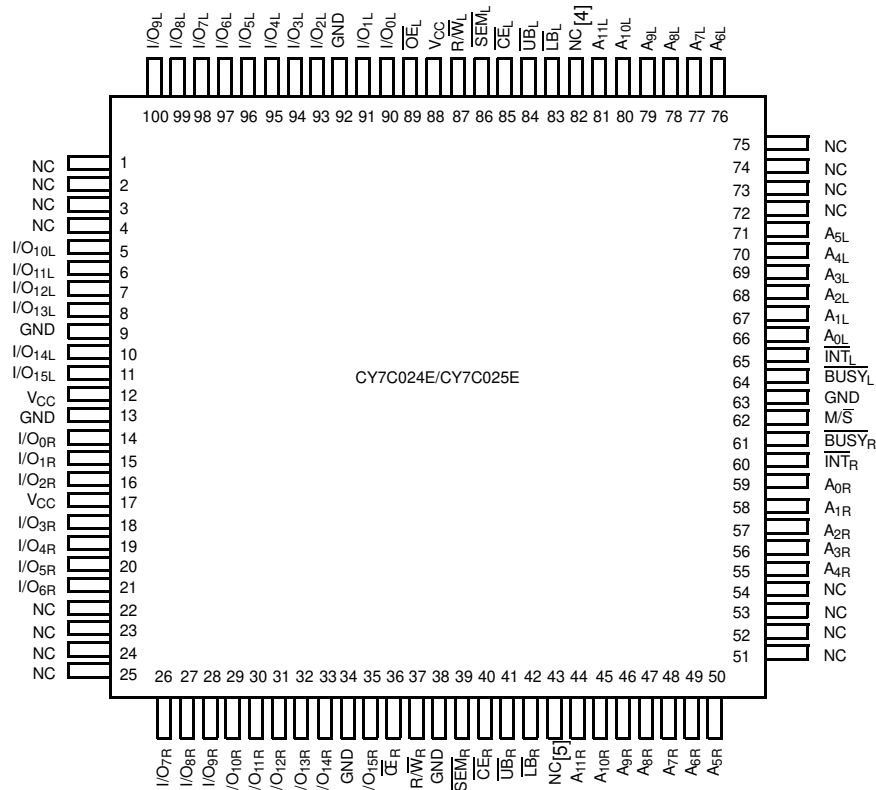 I/O9L I/O8L I/O7L I/O6L I/O5L I/O4L I/O3L I/O2L GND I/O1L I/O0L OEL VCC R/WL SEML CEL UBL LBL NC[4] A11L A10L A9L A8L A7L A6L
100 99 98 97 96 95 94 93 92 91 90 89 88 87 86 85 84 83 82 81 80 79 78 77 76
NC 1
NC 2
NC 3
NC 4
I/O10L 5
I/O11L 6
I/O12L 7
I/O13L 8
GND 9
I/O14L 10
I/O15L 11
VCC 12
GND 13
I/O0R 14
I/O1R 15
I/O2R 16
VCC 17
I/O3R 18
I/O4R 19
I/O5R 20
I/O6R 21
NC 22
NC 23
NC 24
NC 25
CY7C024E/CY7C025E
75 NC
74 NC
73 NC
72 NC
71 A5L
70 A4L
69 A3L
68 A2L
67 A1L
66 A0L
65 INTL
64 BUSYL
63 GND
62 M/S
61 BUSYR
60 INTR
59 A0R
58 A1R
57 A2R
56 A3R
55 A4R
54 NC
53 NC
52 NC
51 NC
26 27 28 29 30 31 32 33 34 35 36 37 38 39 40 41 42 43 44 45 46 47 48 49 50
I/O7R I/O8R I/O9R /O10R /O11R /O12R /O13R /O14R GND /O15R ŒR R/WR GND SEMR CER UBR LBR NC[5] A11R A10R A9R A8R A7R A6R A5R